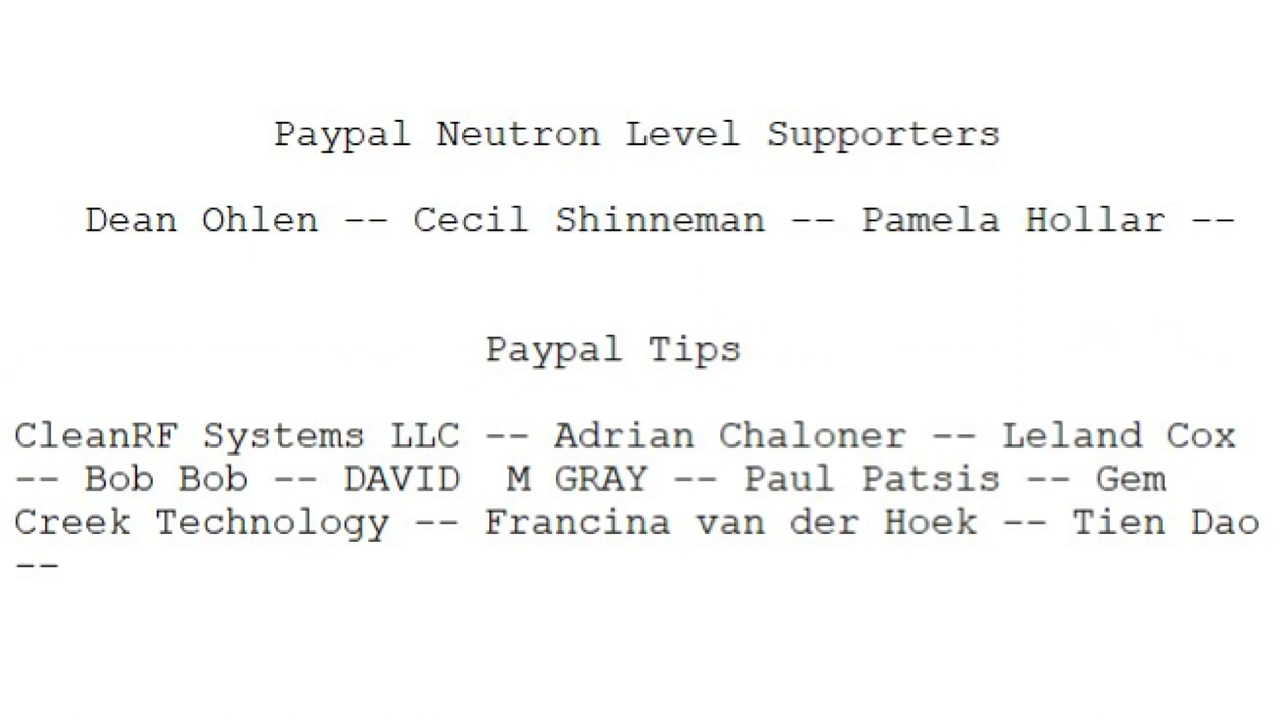 Paypal Neutron Level Supporters
Dean Ohlen -- Cecil Shinneman -- Pamela Hollar --
Paypal Tips
CleanRF Systems LLC -- Adrian Chaloner -- Leland Cox
-- Bob Bob -- DAVID  M GRAY -- Paul Patsis -- Gem
Creek Technology -- Francina van der Hoek -- Tien Dao
--